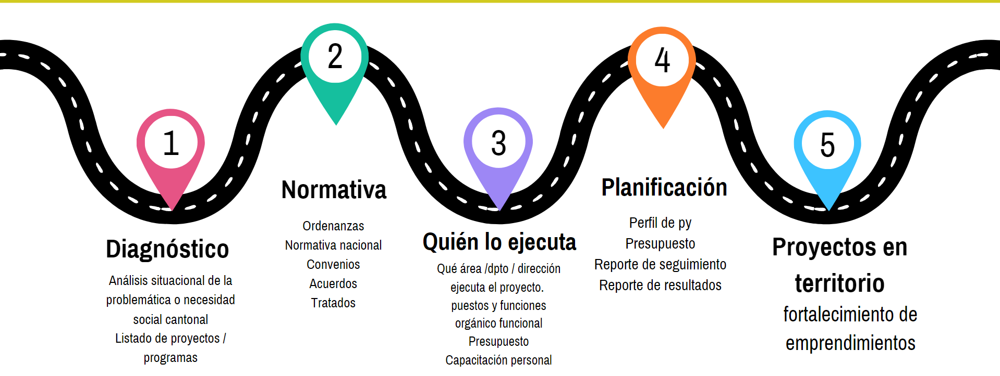 1
Diagnóstico
Análisis situacional de la
problemática o necesidad
social cantonal
Listado de proyectos /
programas
2
Normativa
Ordenanzas
Normativa nacional
Convenios
Acuerdos
Tratados
3
Quién lo ejecuta
Qué área /dpto / dirección
ejecuta el proyecto.
puestos y funciones
orgánico funcional
Presupuesto
Capacitación personal
4
Planificación
Perfil de py
Presupuesto
Reporte de seguimiento
Reporte de resultados
5
Proyectos en
territorio
fortalecimiento de
emprendimientos